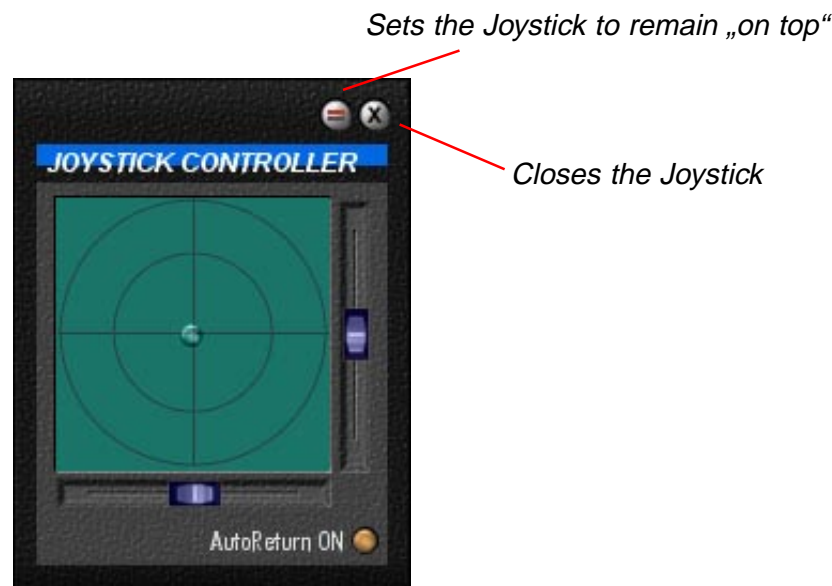 Sets the Joystick to remain „on top“
X
JOYSTICK CONTROLLER
Closes the Joystick
AutoReturn ON